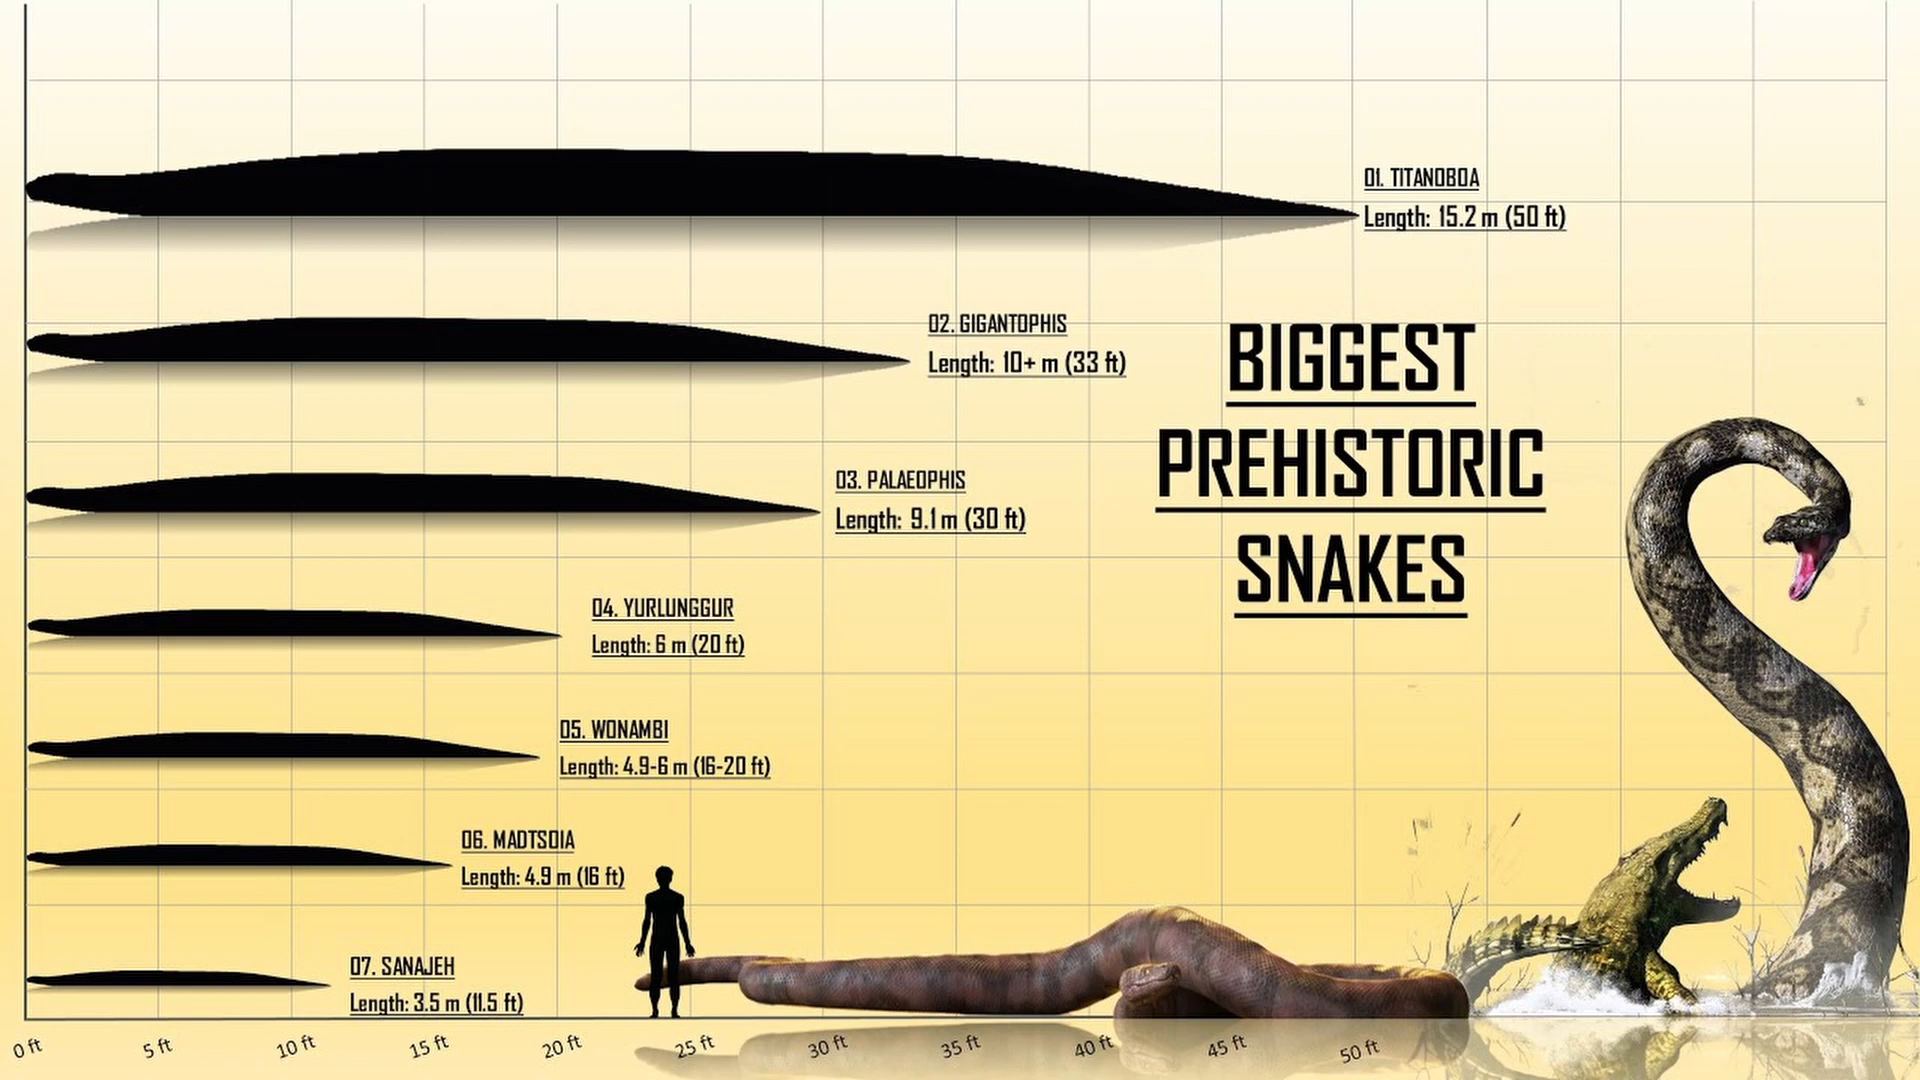 01. TITANOBOA
Length: 15.2 m (50 ft)
02. GIGANTOPHIS
Length: 10+ m (33 ft)
BIGGEST
PREHISTORIC
SNAKES
03. PALAEOPHIS
Length: 9.1 m (30 ft)
04. YURLUNGGUR
Length: 6 m (20 ft)
05. WONAMBI
Length: 4.9-6 m (16-20 ft)
06. MADTSOIA
Length: 4.9 m (16 ft)
07. SANAJEH
Length: 3.5 m (11.5 ft)
0 ft 5 ft 10 ft 15 ft 20 ft 25 ft 30 ft 35 ft 40 ft 45 ft 50 ft